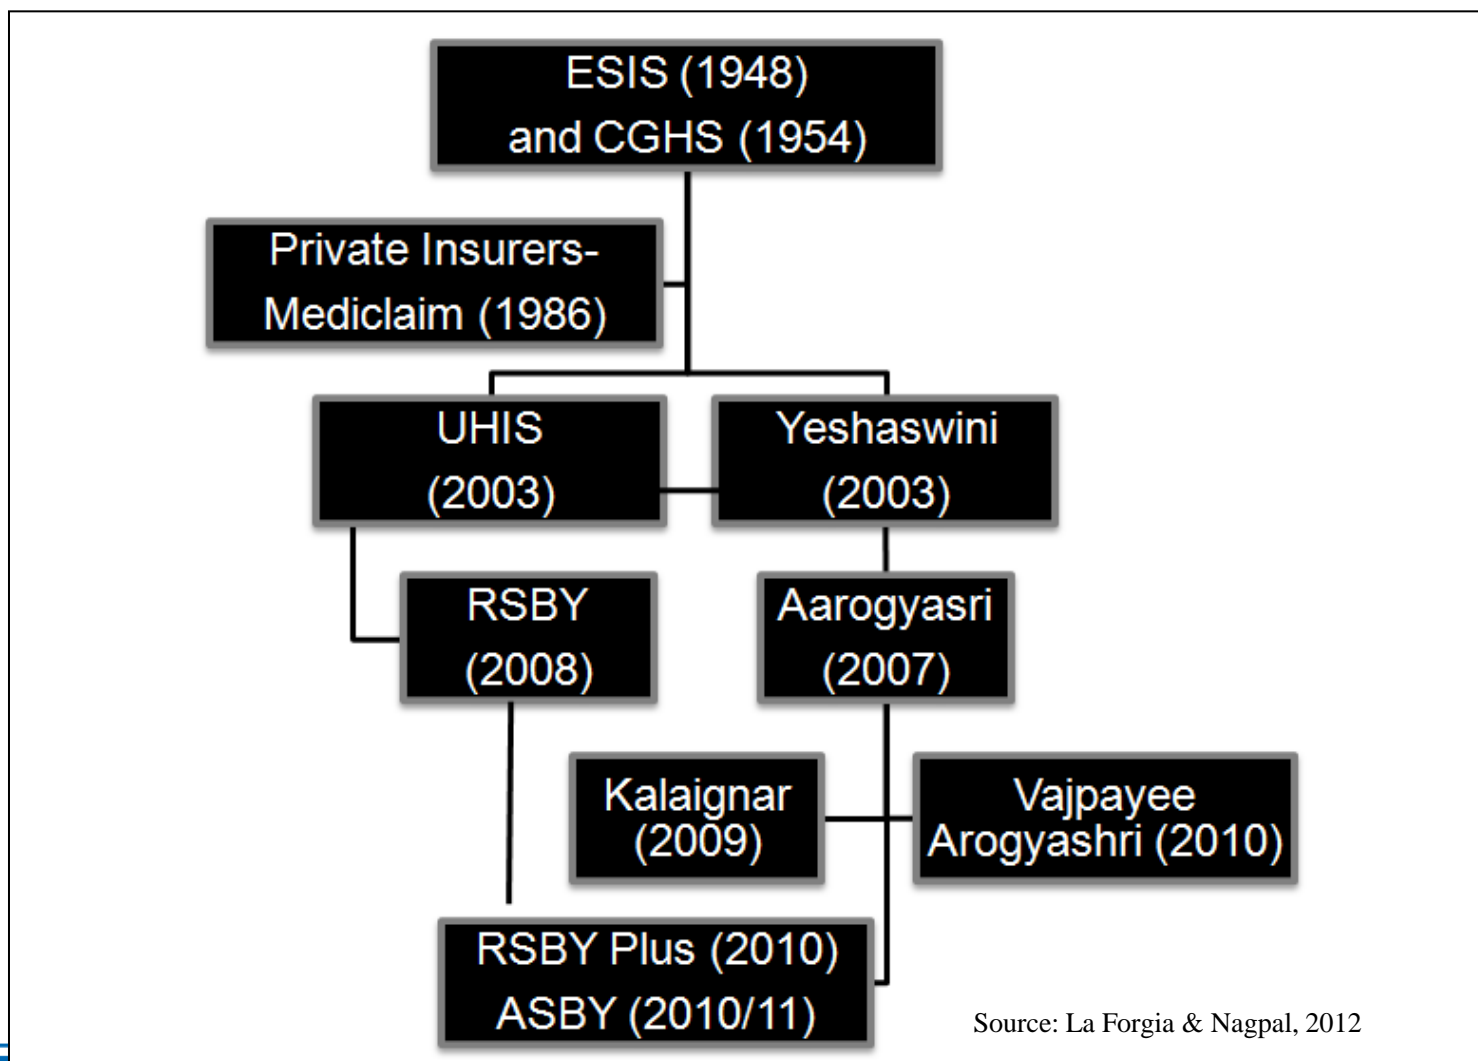 ESIS (1948)
and CGHS (1954)
Private Insurers-
Mediclaim (1986)
UHIS
(2003)
Yeshaswini
(2003)
RSBY
(2008)
Aarogyasri
(2007)
Kalaignar
(2009)
Vajpayee
Arogyashri (2010)
RSBY Plus (2010)
ASBY (2010/11)
Source: La Forgia & Nagpal, 2012